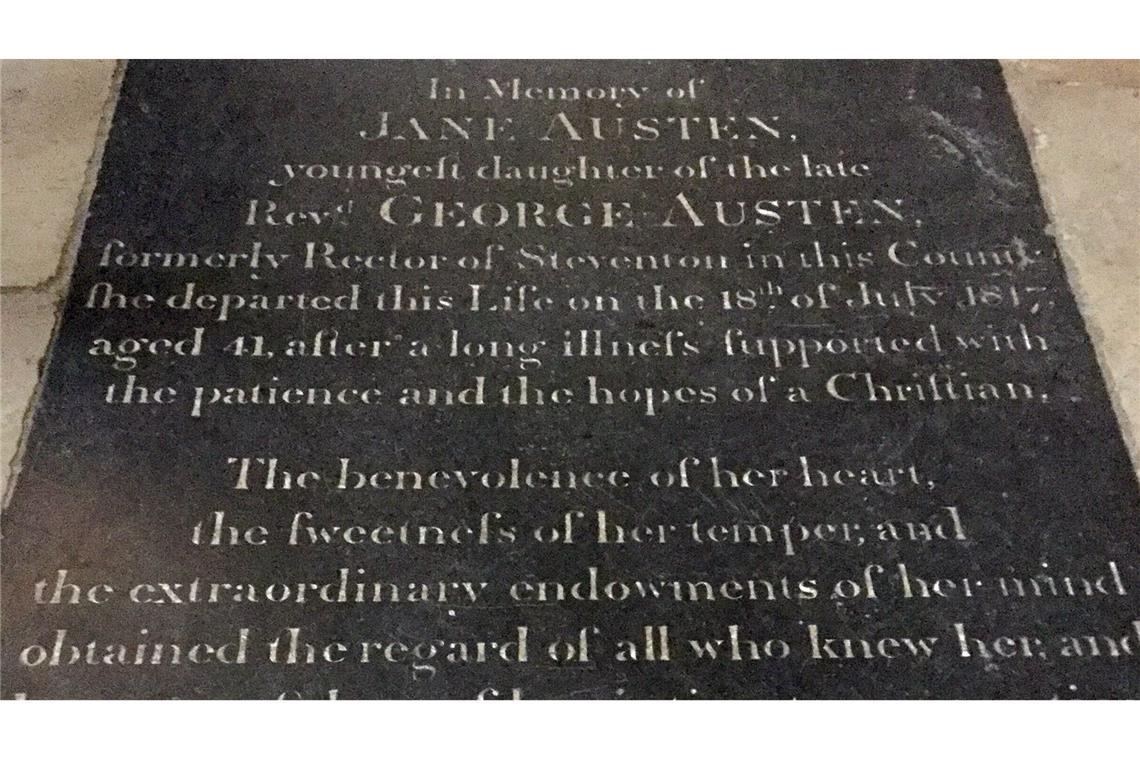 In Memory of
JANE AUSTEN,
youngeſt daughter of the late
Revᵈ GEORGE AUSTEN,
formerly Rector of Steventon in this County
ſhe departed this Life on the 18ᵗʰ of July 1817,
aged 41, after a long illneſs ſupported with
the patience and the hopes of a Chriſtian.
The benevolence of her heart,
the ſweetneſs of her temper, and
the extraordinary endowments of her mind
obtained ſhe regard of all who knew her, and